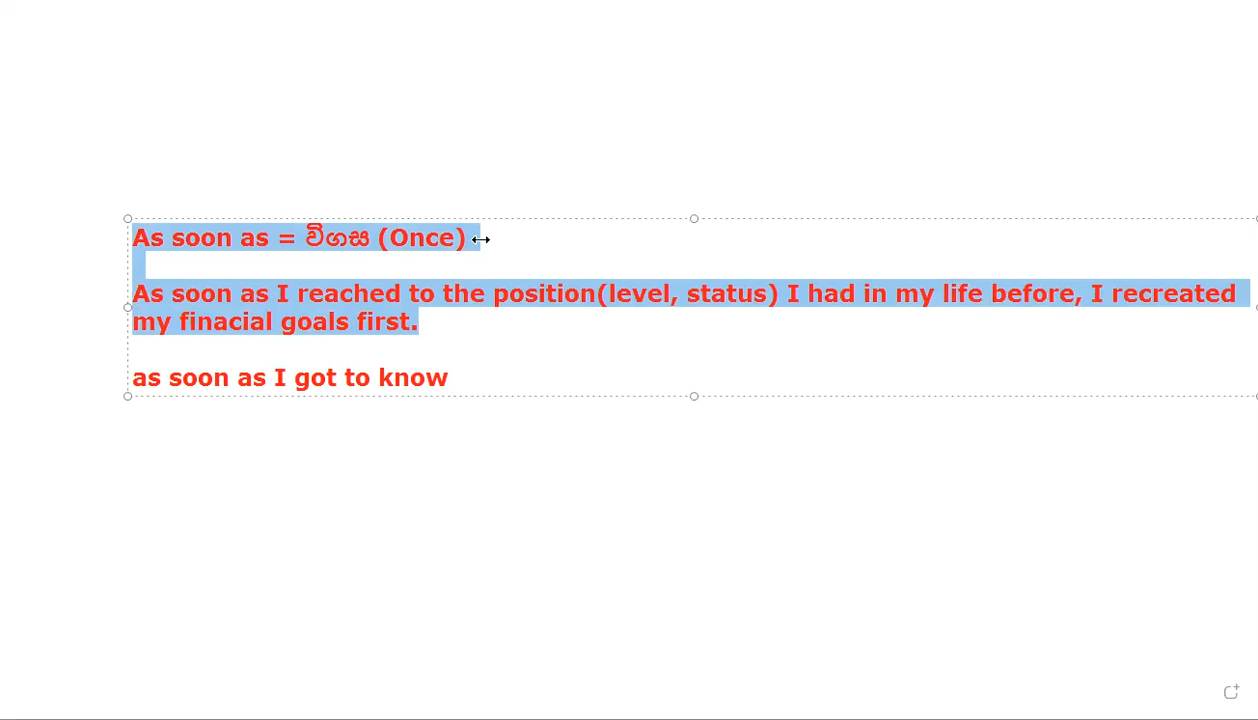 As soon as = විගස (Once)
As soon as I reached to the position(level, status) I had in my life before, I recreated
my finacial goals first.
as soon as I got to know